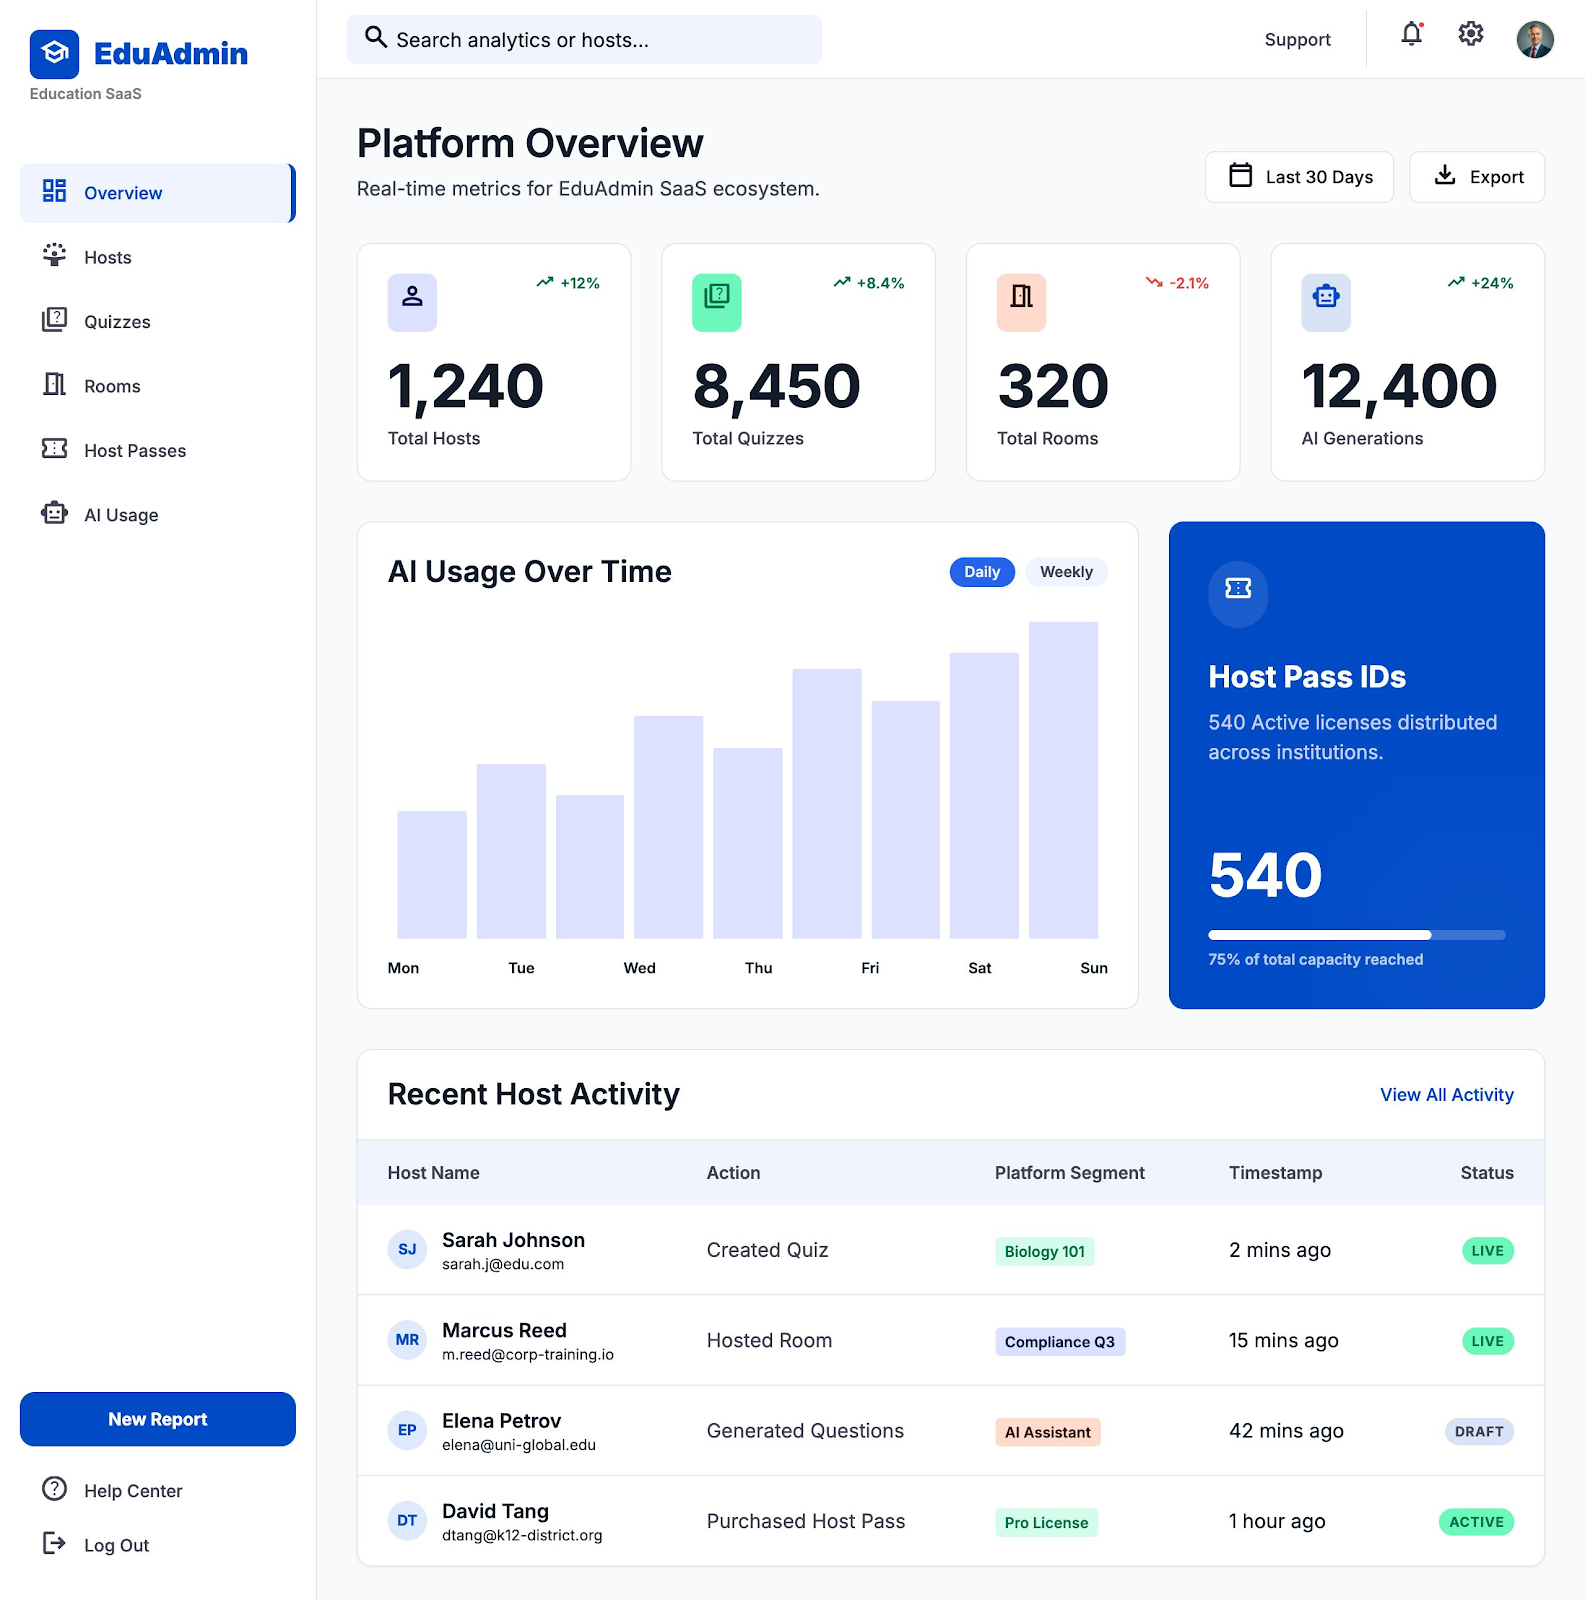 EduAdmin
Education SaaS
Overview
Hosts
Quizzes
Rooms
Host Passes
AI Usage
New Report
Help Center
Log Out
Search analytics or hosts...
Support
Platform Overview
Real-time metrics for EduAdmin SaaS ecosystem.
Last 30 Days
Export
+12%
1,240
Total Hosts
+8.4%
8,450
Total Quizzes
-2.1%
320
Total Rooms
+24%
12,400
AI Generations
AI Usage Over Time
Daily
Weekly
Mon Tue Wed Thu Fri Sat Sun
Host Pass IDs
540 Active licenses distributed
across institutions.
540
75% of total capacity reached
Recent Host Activity
View All Activity
Host Name Action Platform Segment Timestamp Status
SJ
Sarah Johnson
sarah.j@edu.com
Created Quiz
Biology 101
2 mins ago
LIVE
MR
Marcus Reed
m.reed@corp-training.io
Hosted Room
Compliance Q3
15 mins ago
LIVE
EP
Elena Petrov
elena@uni-global.edu
Generated Questions
AI Assistant
42 mins ago
DRAFT
DT
David Tang
dtang@k12-district.org
Purchased Host Pass
Pro License
1 hour ago
ACTIVE